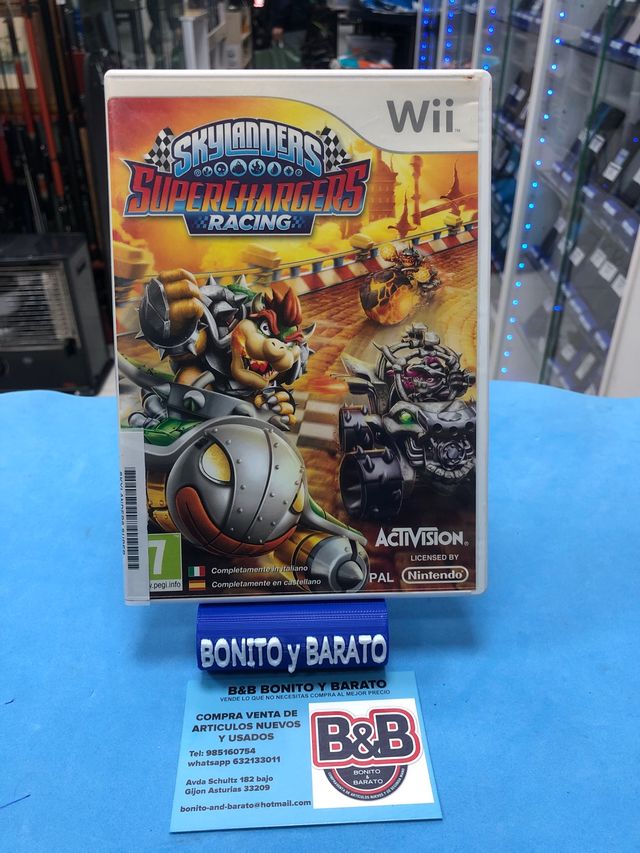 Wii
SKYLANDERS
SUPERCHARGERS
RACING
7
www.pegi.info
Completamente in italiano
Completamente en castellano
ACTIVISION
LICENSED BY
PAL Nintendo
BONITO y BARATO
B&B BONITO Y BARATO
VENDE LO QUE NO NECESITAS COMPRA AL MEJOR PRECIO
COMPRA VENTA DE
ARTICULOS NUEVOS
Y USADOS
Tel: 985160754
whatsapp 632133011
Avda Schultz 182 bajo
Gijon Asturias 33209
bonito-and-barato@hotmail.com
B&B
BONITO
&
BARATO